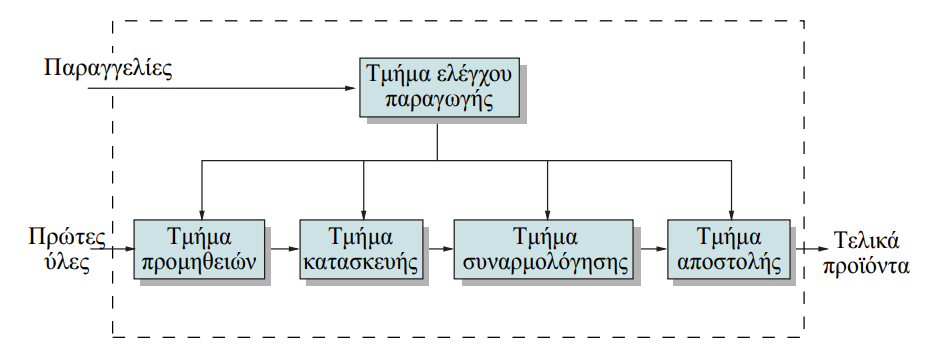 Παραγγελίες
Τμήμα ελέγχου
παραγωγής
Πρώτες
ύλες
Τμήμα
προμηθειών
Τμήμα
κατασκευής
Τμήμα
συναρμολόγησης
Τμήμα
αποστολής
Τελικά
προϊόντα